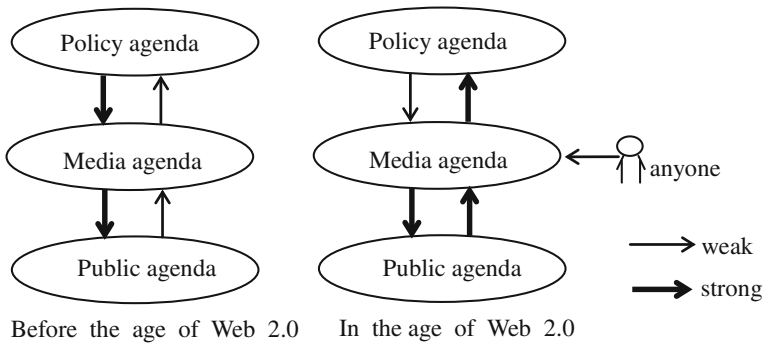 Policy agenda
Media agenda
Public agenda
Before the age of Web 2.0
Policy agenda
Media agenda
Public agenda
In the age of Web 2.0
anyone
weak
strong